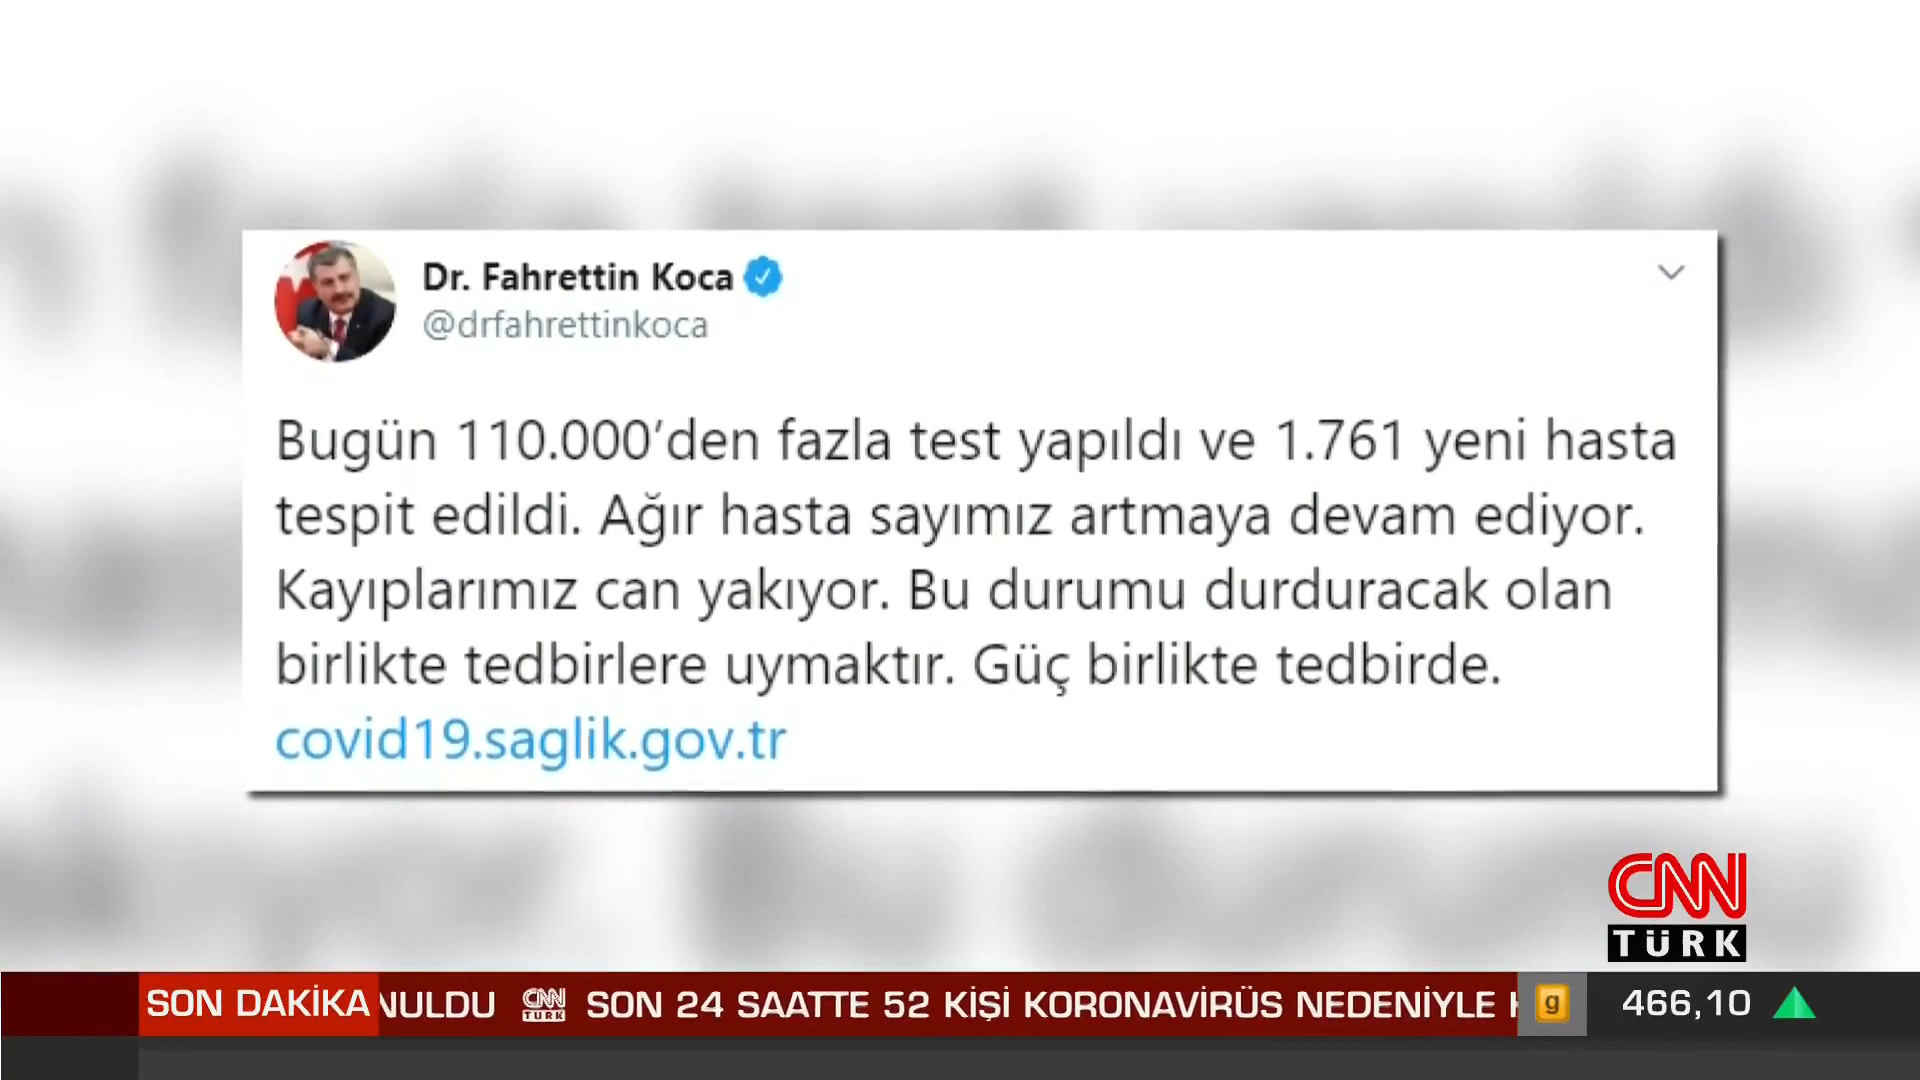 Dr. Fahrettin Koca
@drfahrettinkoca
Bugün 110.000'den fazla test yapıldı ve 1.761 yeni hasta
tespit edildi. Ağır hasta sayımız artmaya devam ediyor.
Kayıplarımız can yakıyor. Bu durumu durduracak olan
birlikte tedbirlere uymaktır. Güç birlikte tedbirde.
covid19.saglik.gov.tr
CNN
TÜRK
SON DAKİKA NULDU CNN TÜRK SON 24 SAATTE 52 KİŞİ KORONAVİRÜS NEDENİYLE g 466,10